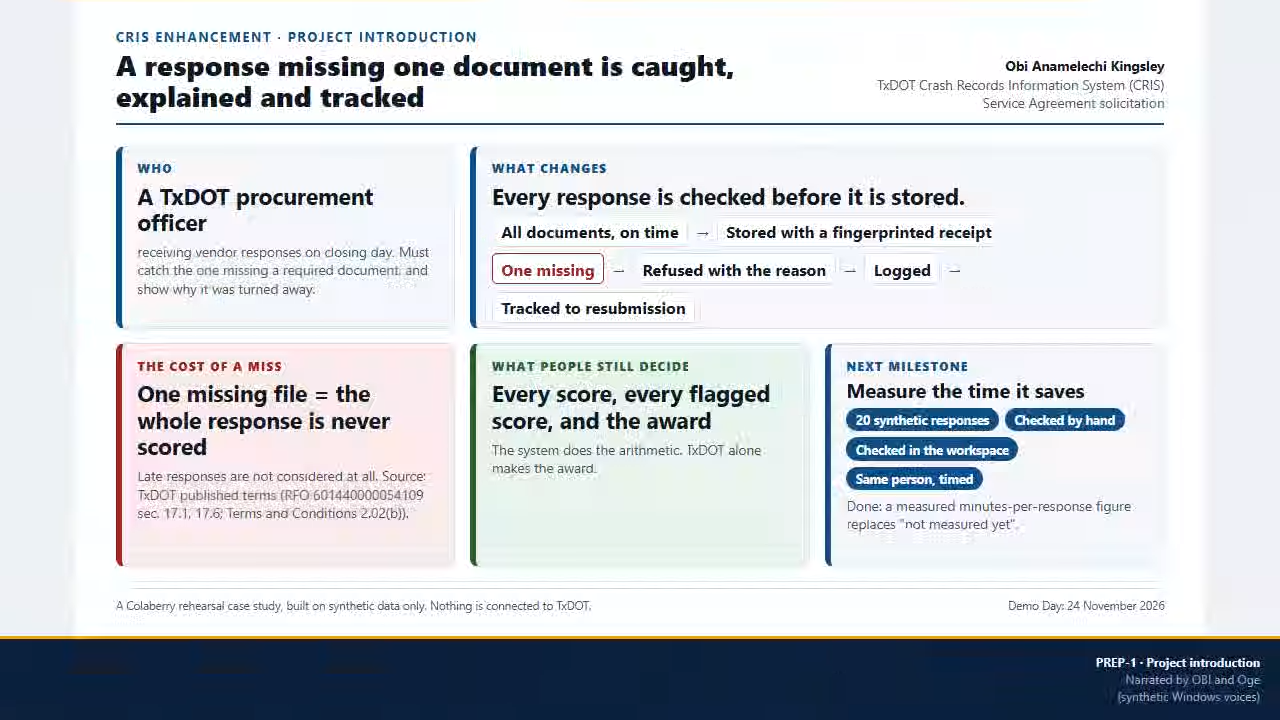 CRIS ENHANCEMENT · PROJECT INTRODUCTION
A response missing one document is caught,
explained and tracked
Obi Anamelechi Kingsley
TxDOT Crash Records Information System (CRIS)
Service Agreement solicitation
WHO
A TxDOT procurement
officer
receiving vendor responses on closing day. Must
catch the one missing a required document, and
show why it was turned away.
WHAT CHANGES
Every response is checked before it is stored.
All documents, on time → Stored with a fingerprinted receipt
One missing → Refused with the reason → Logged →
Tracked to resubmission
THE COST OF A MISS
One missing file = the
whole response is never
scored
Late responses are not considered at all. Source:
TxDOT published terms (RFO 601440000054109
sec. 17.1, 17.6; Terms and Conditions 2.02(b)).
WHAT PEOPLE STILL DECIDE
Every score, every flagged
score, and the award
The system does the arithmetic. TxDOT alone
makes the award.
NEXT MILESTONE
Measure the time it saves
20 synthetic responses
Checked by hand
Checked in the workspace
Same person, timed
Done: a measured minutes-per-response figure
replaces "not measured yet".
A Colaberry rehearsal case study, built on synthetic data only. Nothing is connected to TxDOT.
Demo Day: 24 November 2026
PREP-1 · Project introduction
Narrated by OBI and Oge
(synthetic Windows voices)